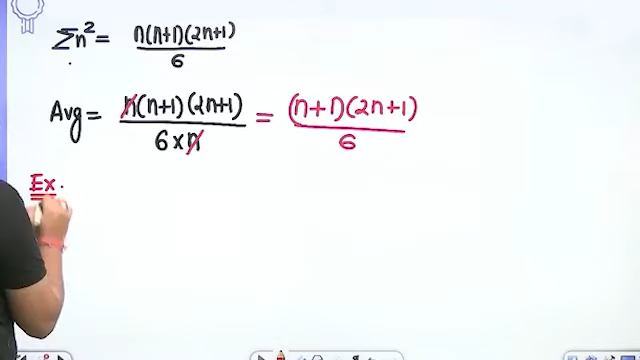 Σn² = n(n+1)(2n+1)/6
Avg = n(n+1)(2n+1)/6×n = (n+1)(2n+1)/6
Ex.